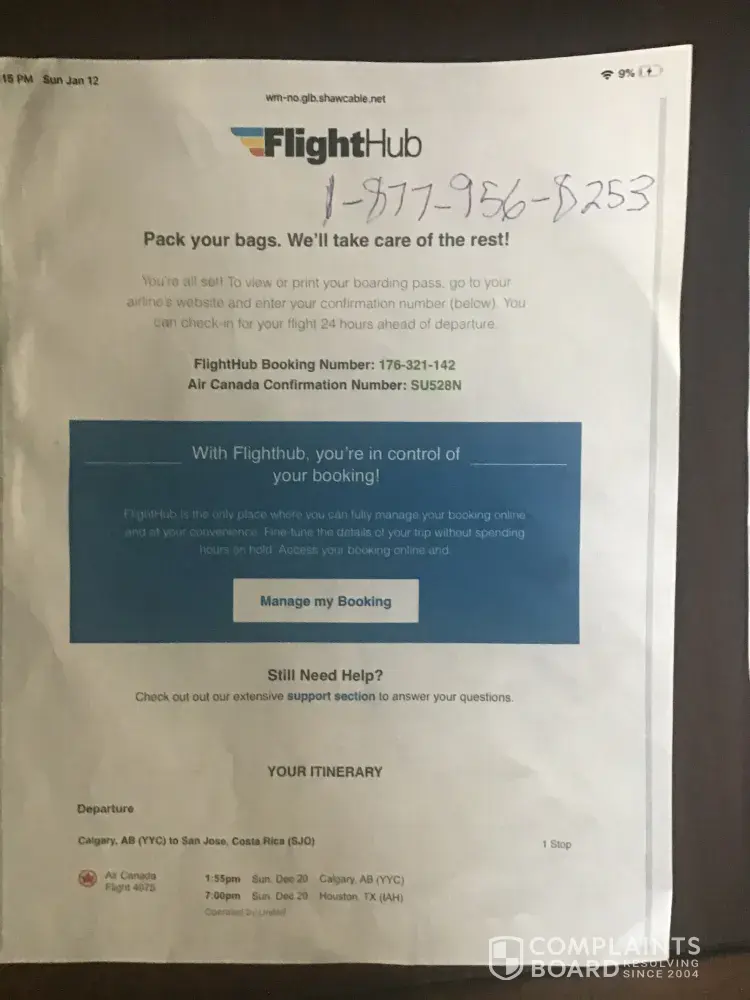 15 PM Sun Jan 12
9%
wm-no.glb.shawcable.net
FlightHub
1-877-956-8253
Pack your bags. We'll take care of the rest!
You're all set! To view or print your boarding pass, go to your
airline's website and enter your confirmation number (below). You
can check-in for your flight 24 hours ahead of departure.
FlightHub Booking Number: 176-321-142
Air Canada Confirmation Number: SU528N
With Flighthub, you're in control of
your booking!
FlightHub is the only place where you can fully manage your booking online
and at your convenience. Fine-tune the details of your trip without spending
hours on hold. Access your booking online and
Manage my Booking
Still Need Help?
Check out out our extensive support section to answer your questions.
YOUR ITINERARY
Departure
Calgary, AB (YYC) to San Jose, Costa Rica (SJO)
1 Stop
Air Canada
Flight 4075
1:55pm Sun. Dec 29 Calgary, AB (YYC)
7:00pm Sun. Dec 29 Houston, TX (IAH)
Operated by United
COMPLAINTS
BOARD RESOLVING
SINCE 2004